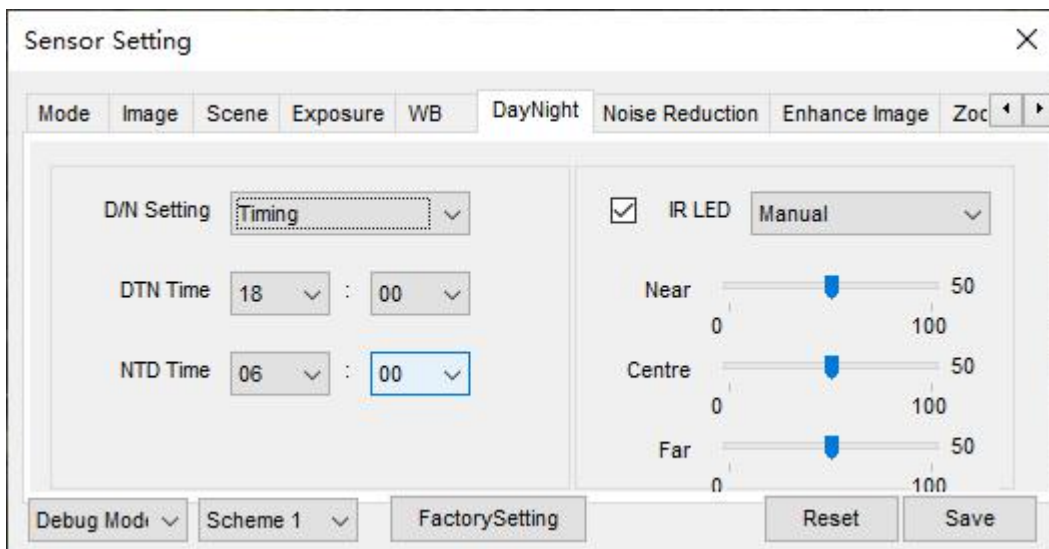 Sensor Setting
Mode Image Scene Exposure WB DayNight Noise Reduction Enhance Image
D/N Setting Timing IR LED Manual
DTN Time 18 : 00 Near 50
0 100
NTD Time 06 : 00 Centre 50
0 100
Far 50
0 100
Debug Scheme 1 FactorySetting Reset Save